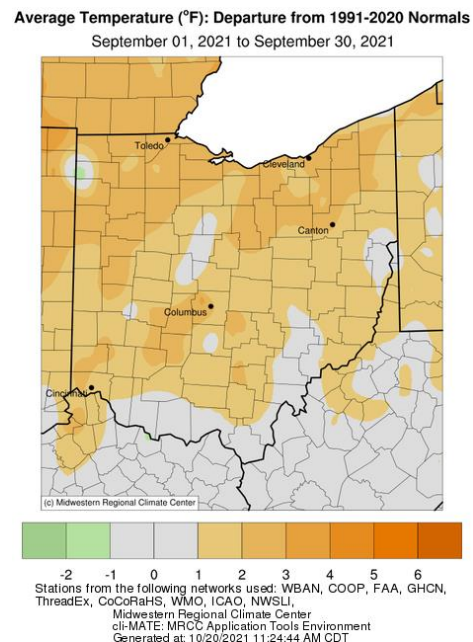 Average Temperature (°F): Departure from 1991-2020 Normals
September 01, 2021 to September 30, 2021
Toledo
Cleveland
Canton
Columbus
Cincinnati
(c) Midwestern Regional Climate Center
-2 -1 0 1 2 3 4 5 6
Stations from the following networks used: WBAN, COOP, FAA, GHCN,
ThreadEx, CoCoRaHS, WMO, ICAO, NWSLI,
Midwestern Regional Climate Center
cli-MATE: MRCC Application Tools Environment
Generated at: 10/20/2021 11:24:44 AM CDT